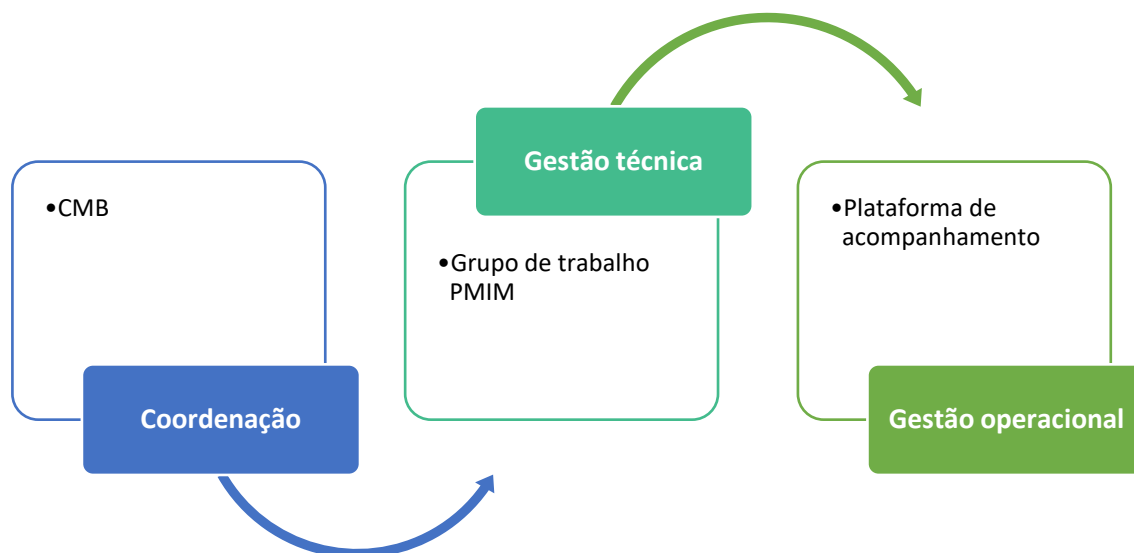 •CMB
Coordenação
Gestão técnica
•Grupo de trabalho
PMIM
•Plataforma de
acompanhamento
Gestão operacional